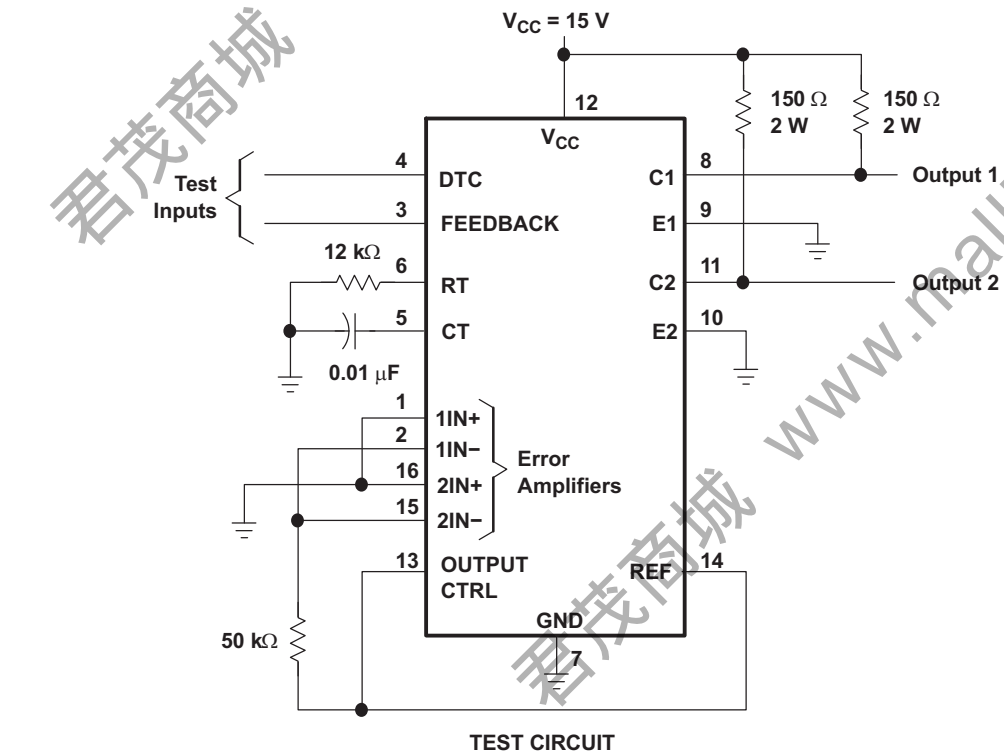 V_CC = 15 V
12
V_CC
150 Ω
2 W
150 Ω
2 W
Test
Inputs
4
DTC
3
FEEDBACK
12 kΩ
6
RT
5
CT
0.01 μF
1
1IN+
2
1IN−
16
2IN+
15
2IN−
Error
Amplifiers
13
OUTPUT
CTRL
50 kΩ
C1
8
Output 1
E1
9
C2
11
Output 2
E2
10
REF
14
GND
7
TEST CIRCUIT
君茂商城
君茂商城